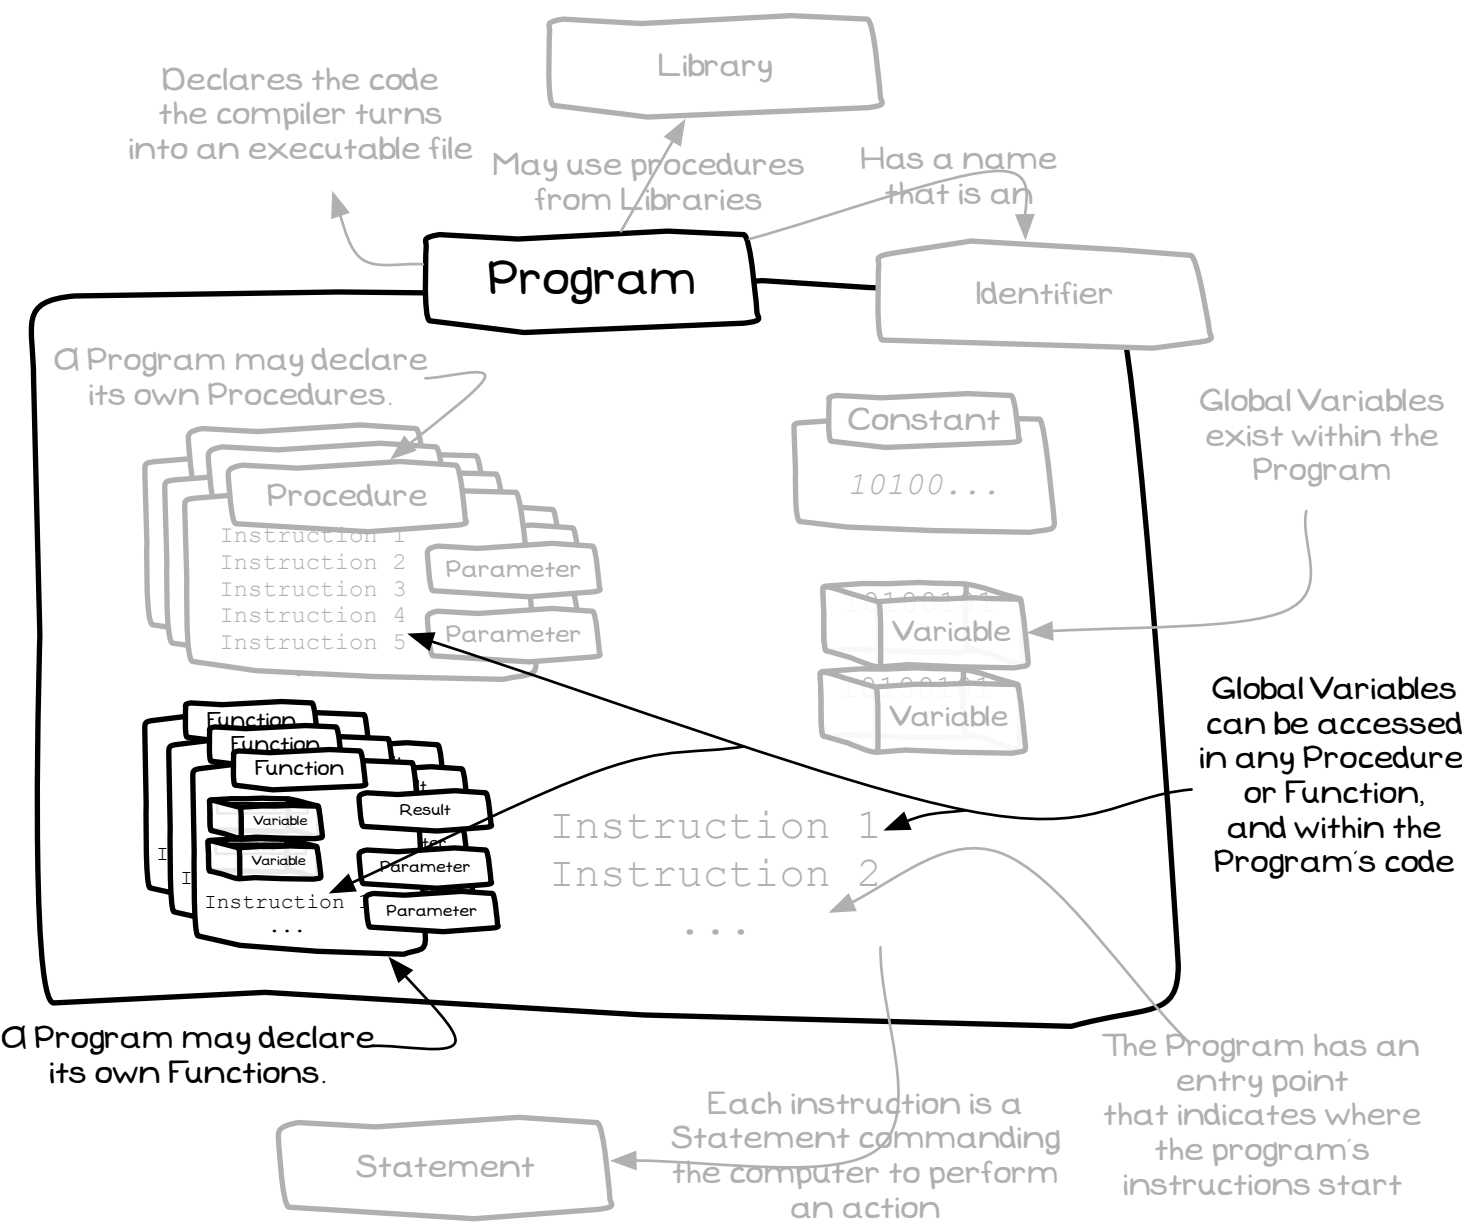 Library
Declares the code
the compiler turns
into an executable file
May use procedures
from Libraries
Has a name
that is an
Program
Identifier
A Program may declare
its own Procedures.
Constant
10100...
Global Variables
exist within the
Program
Procedure
Instruction 1
Instruction 2
Instruction 3
Instruction 4
Instruction 5
Parameter
Parameter
10100101
Variable
10100101
Variable
Global Variables
can be accessed
in any Procedure
or Function,
and within the
Program's code
Function
Function
Function
Variable
Variable
Result
Parameter
Parameter
Instruction 1
...
Instruction 1
Instruction 2
...
A Program may declare
its own Functions.
The Program has an
entry point
that indicates where
the program's
instructions start
Each instruction is a
Statement commanding
the computer to perform
an action
Statement